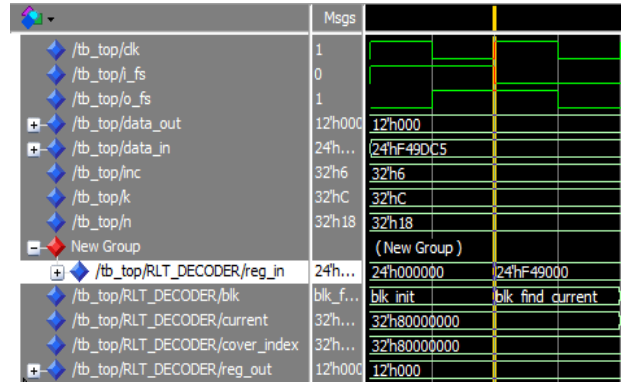 Msgs
/tb_top/clk 1
/tb_top/i_fs 0
/tb_top/o_fs 1
/tb_top/data_out 12'h000 12'h000
/tb_top/data_in 24'h... 24'hF49DC5
/tb_top/inc 32'h6 32'h6
/tb_top/k 32'hC 32'hC
/tb_top/n 32'h18 32'h18
New Group ( New Group )
/tb_top/RLT_DECODER/reg_in 24'h... 24'h000000 24'hF49000
/tb_top/RLT_DECODER/blk blk_f... blk_init blk_find_current
/tb_top/RLT_DECODER/current 32'h... 32'h80000000
/tb_top/RLT_DECODER/cover_index 32'h... 32'h80000000
/tb_top/RLT_DECODER/reg_out 12'h000 12'h000